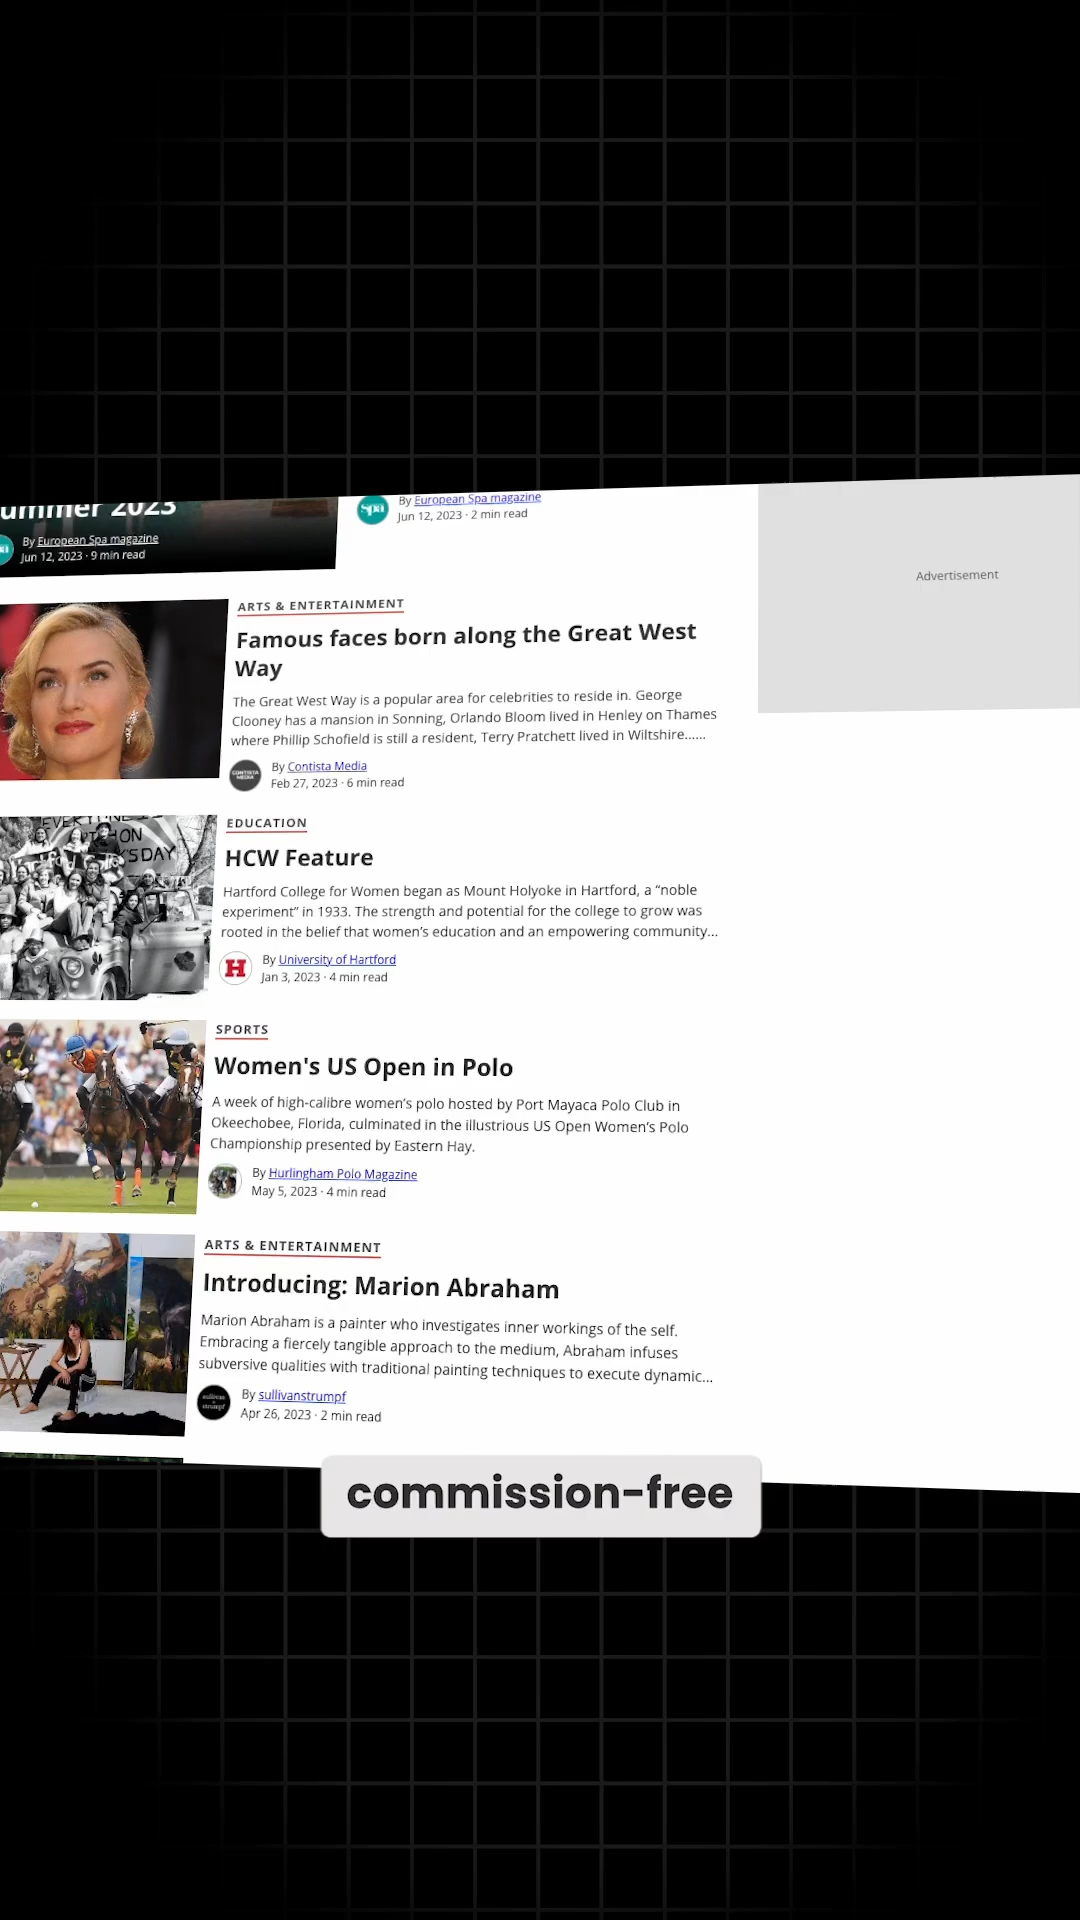 ummer 2023
By European Spa magazine
Jun 12, 2023 · 9 min read
spa
By European Spa magazine
Jun 12, 2023 · 2 min read
Advertisement
ARTS & ENTERTAINMENT
Famous faces born along the Great West
Way
The Great West Way is a popular area for celebrities to reside in. George
Clooney has a mansion in Sonning, Orlando Bloom lived in Henley on Thames
where Phillip Schofield is still a resident, Terry Pratchett lived in Wiltshire......
CONTISTA
MEDIA
By Contista Media
Feb 27, 2023 · 6 min read
EDUCATION
HCW Feature
Hartford College for Women began as Mount Holyoke in Hartford, a “noble
experiment” in 1933. The strength and potential for the college to grow was
rooted in the belief that women’s education and an empowering community...
H
By University of Hartford
Jan 3, 2023 · 4 min read
SPORTS
Women's US Open in Polo
A week of high-calibre women’s polo hosted by Port Mayaca Polo Club in
Okeechobee, Florida, culminated in the illustrious US Open Women’s Polo
Championship presented by Eastern Hay.
By Hurlingham Polo Magazine
May 5, 2023 · 4 min read
ARTS & ENTERTAINMENT
Introducing: Marion Abraham
Marion Abraham is a painter who investigates inner workings of the self.
Embracing a fiercely tangible approach to the medium, Abraham infuses
subversive qualities with traditional painting techniques to execute dynamic...
sullivan
strumpf
By sullivanstrumpf
Apr 26, 2023 · 2 min read
commission-free